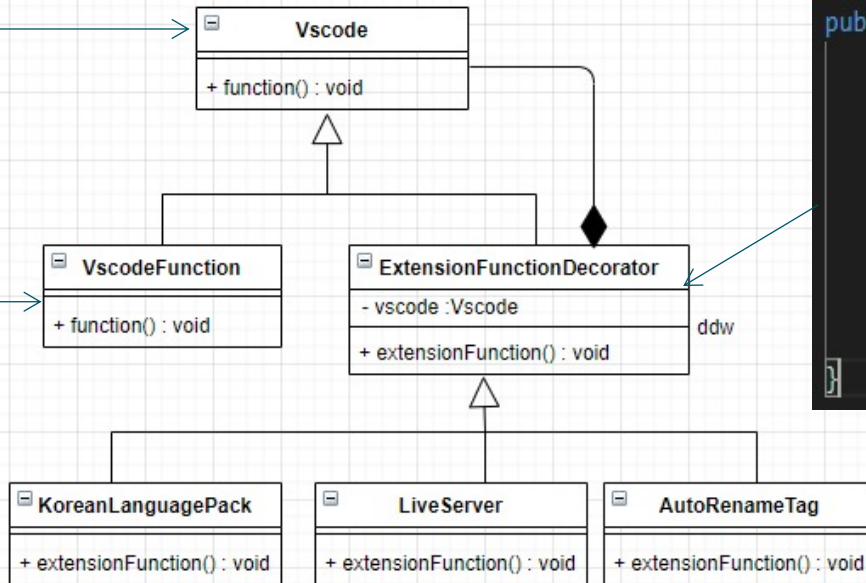 Vscode
+ function() : void
pub
VscodeFunction
+ function() : void
ExtensionFunctionDecorator
- vscode :Vscode
+ extensionFunction() : void
ddw
}
KoreanLanguagePack
+ extensionFunction() : void
LiveServer
+ extensionFunction() : void
AutoRenameTag
+ extensionFunction() : void